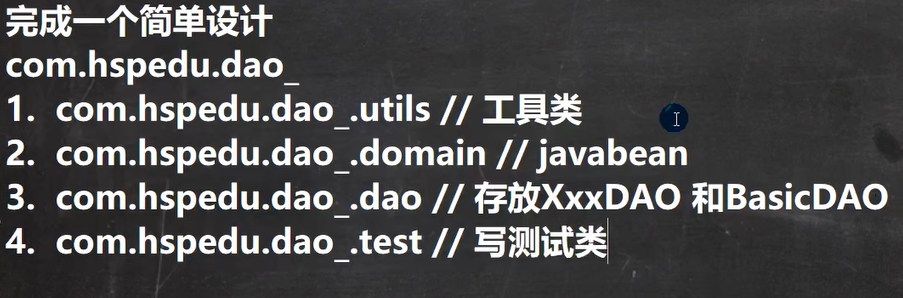 完成一个简单设计
com.hspedu.dao_
1. com.hspedu.dao_.utils // 工具类
2. com.hspedu.dao_.domain // javabean
3. com.hspedu.dao_.dao // 存放XxxDAO 和BasicDAO
4. com.hspedu.dao_.test // 写测试类